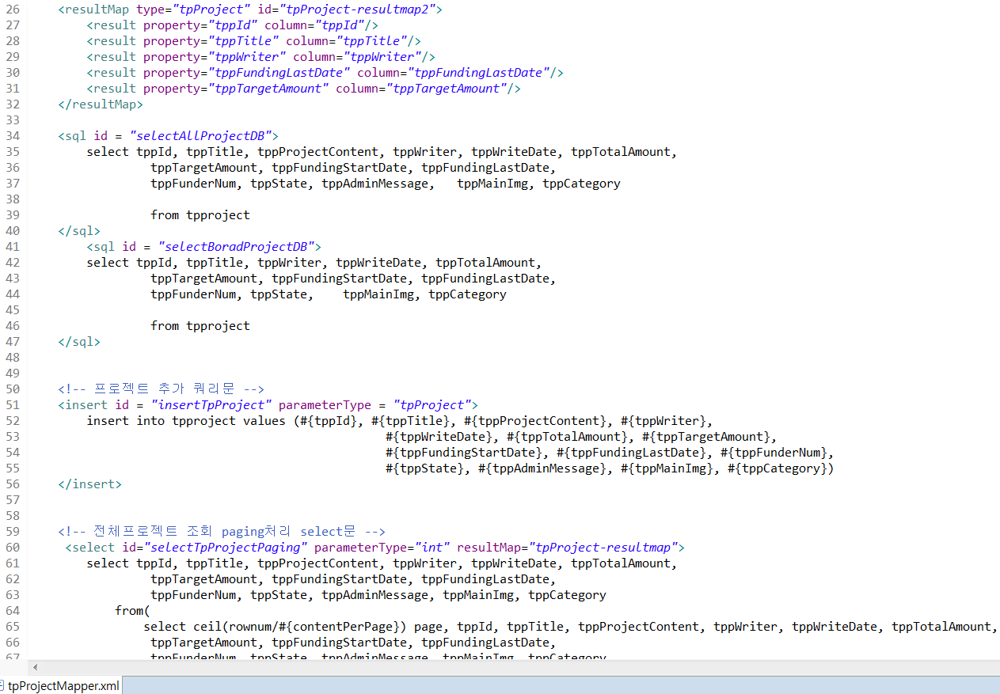 26 <resultMap type="tpProject" id="tpProject-resultmap2">
27 <result property="tppId" column="tppId"/>
28 <result property="tppTitle" column="tppTitle"/>
29 <result property="tppWriter" column="tppWriter"/>
30 <result property="tppFundingLastDate" column="tppFundingLastDate"/>
31 <result property="tppTargetAmount" column="tppTargetAmount"/>
32 </resultMap>
33
34 <sql id = "selectAllProjectDB">
35 select tppId, tppTitle, tppProjectContent, tppWriter, tppWriteDate, tppTotalAmount,
36 tppTargetAmount, tppFundingStartDate, tppFundingLastDate,
37 tppFunderNum, tppState, tppAdminMessage, tppMainImg, tppCategory
38
39 from tpproject
40 </sql>
41 <sql id = "selectBoradProjectDB">
42 select tppId, tppTitle, tppWriter, tppWriteDate, tppTotalAmount,
43 tppTargetAmount, tppFundingStartDate, tppFundingLastDate,
44 tppFunderNum, tppState, tppMainImg, tppCategory
45
46 from tpproject
47 </sql>
48
49
50 <!-- 프로젝트 추가 쿼리문 -->
51 <insert id = "insertTpProject" parameterType = "tpProject">
52 insert into tpproject values (#{tppId}, #{tppTitle}, #{tppProjectContent}, #{tppWriter},
53 #{tppWriteDate}, #{tppTotalAmount}, #{tppTargetAmount},
54 #{tppFundingStartDate}, #{tppFundingLastDate}, #{tppFunderNum},
55 #{tppState}, #{tppAdminMessage}, #{tppMainImg}, #{tppCategory})
56 </insert>
57
58
59 <!-- 전체프로젝트 조회 paging처리 select문 -->
60 <select id="selectTpProjectPaging" parameterType="int" resultMap="tpProject-resultmap">
61 select tppId, tppTitle, tppProjectContent, tppWriter, tppWriteDate, tppTotalAmount,
62 tppTargetAmount, tppFundingStartDate, tppFundingLastDate,
63 tppFunderNum, tppState, tppAdminMessage, tppMainImg, tppCategory
64 from(
65 select ceil(rownum/#{contentPerPage}) page, tppId, tppTitle, tppProjectContent, tppWriter, tppWriteDate, tppTotalAmount,
66 tppTargetAmount, tppFundingStartDate, tppFundingLastDate,
67 tppFunderNum, tppState, tppAdminMessage, tppMainImg, tppCategory
tpProjectMapper.xml